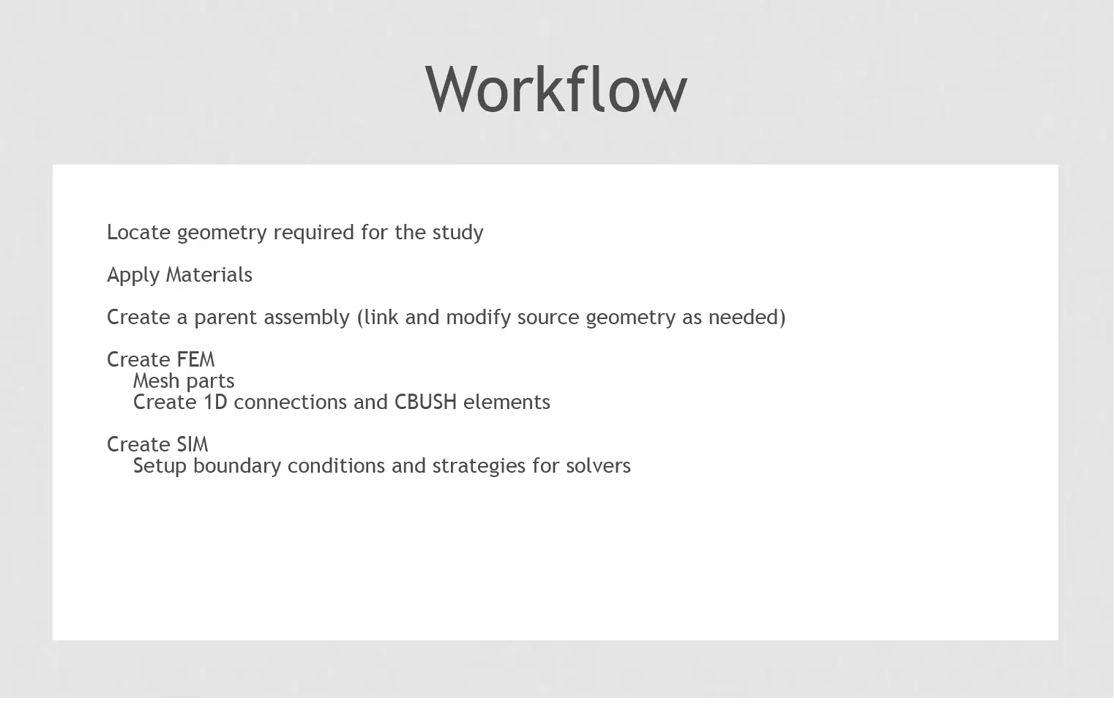 Workflow
Locate geometry required for the study
Apply Materials
Create a parent assembly (link and modify source geometry as needed)
Create FEM
Mesh parts
Create 1D connections and CBUSH elements
Create SIM
Setup boundary conditions and strategies for solvers